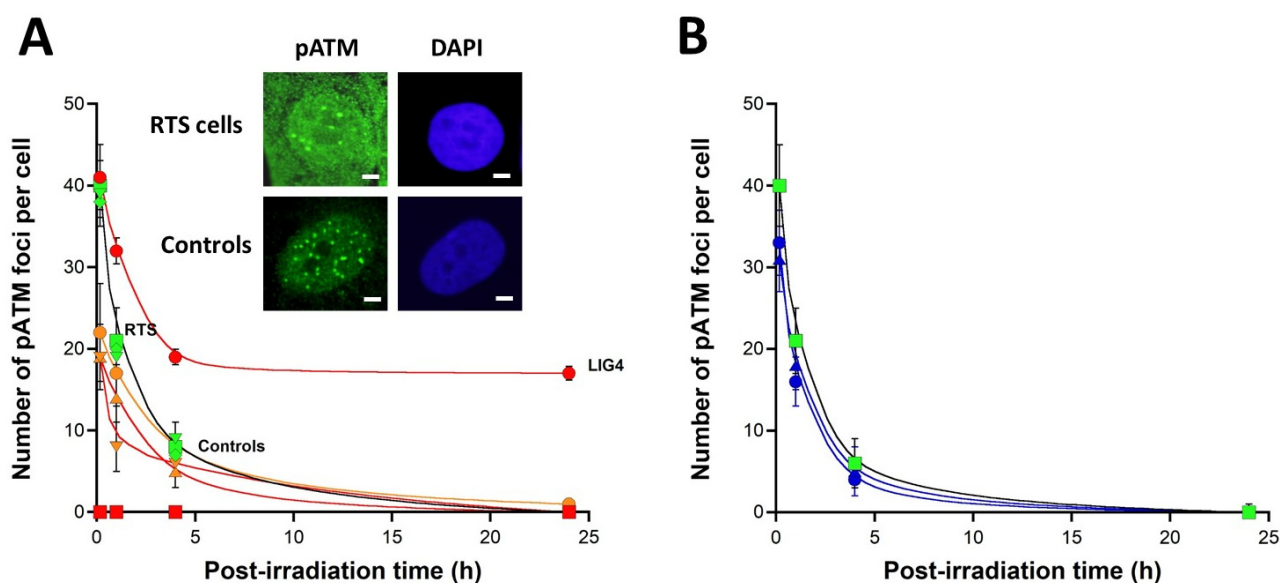 A
pATM DAPI
RTS cells
Controls
Number of pATM foci per cell
50
40
30
20
10
0
RTS
LIG4
Controls
0 5 10 15 20 25
Post-irradiation time (h)
B
Number of pATM foci per cell
50
40
30
20
10
0
0 5 10 15 20 25
Post-irradiation time (h)